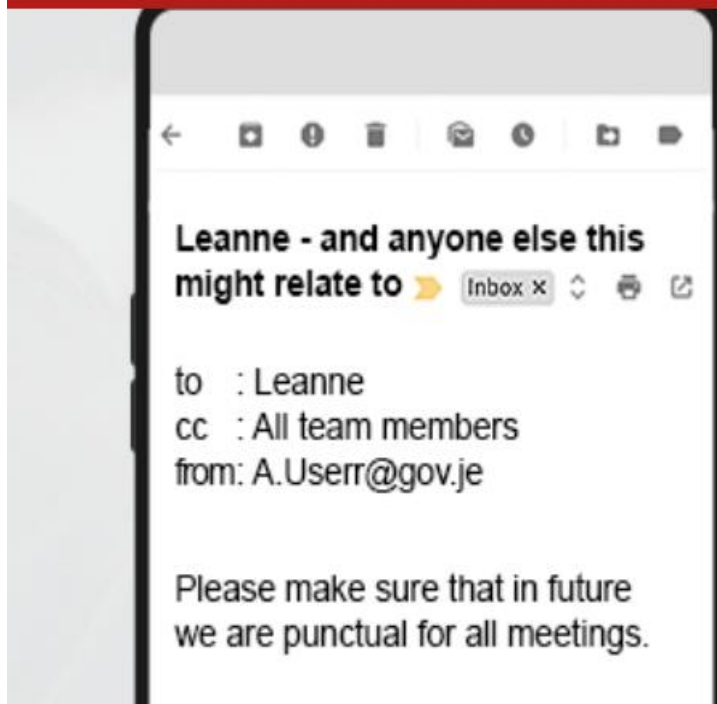 Leanne - and anyone else this
might relate to Inbox ×
to : Leanne
cc : All team members
from: A.Userr@gov.je
Please make sure that in future
we are punctual for all meetings.